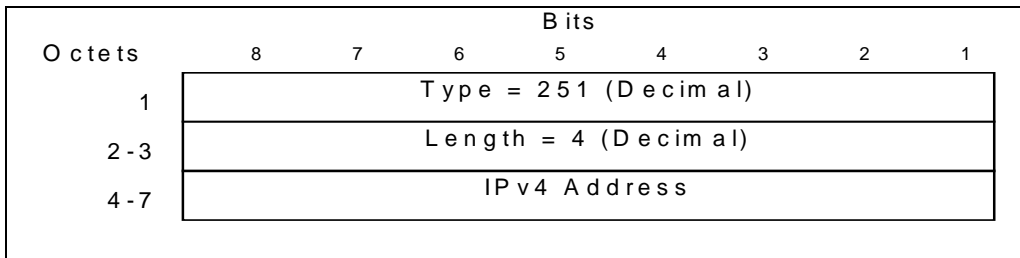 Bits
Octets 8 7 6 5 4 3 2 1
1 Type = 251 (Decimal)
2-3 Length = 4 (Decimal)
4-7 IPv4 Address